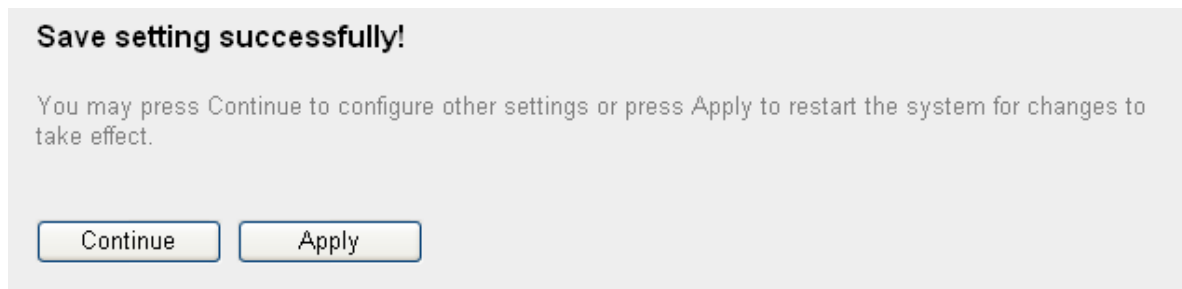 Save setting successfully!
You may press Continue to configure other settings or press Apply to restart the system for changes to
take effect.
Continue Apply